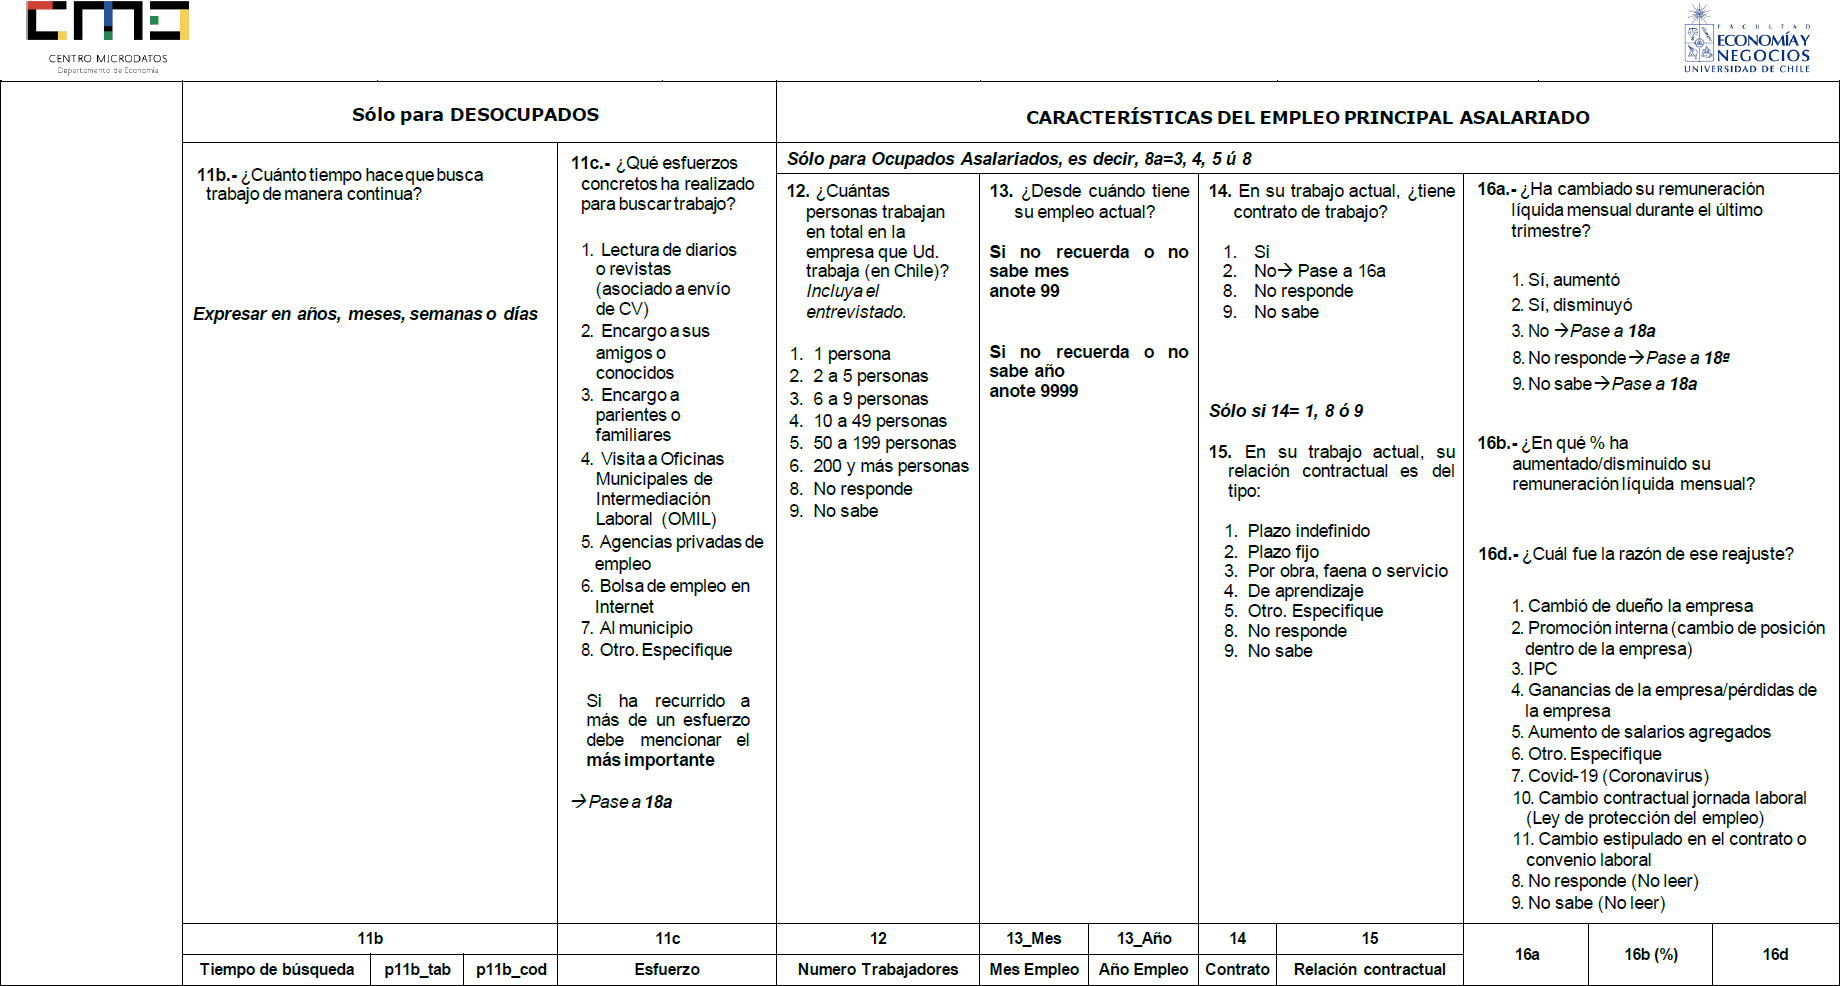 CENTRO MICRODATOS
Departamento de Economía
FACULTAD
ECONOMÍA Y
NEGOCIOS
UNIVERSIDAD DE CHILE
Sólo para DESOCUPADOS
11b.- ¿Cuánto tiempo hace que busca
trabajo de manera continua?
Expresar en años, meses, semanas o días
11c.- ¿Qué esfuerzos
concretos ha realizado
para buscar trabajo?
1. Lectura de diarios
o revistas
(asociado a envío
de CV)
2. Encargo a sus
amigos o
conocidos
3. Encargo a
parientes o
familiares
4. Visita a Oficinas
Municipales de
Intermediación
Laboral (OMIL)
5. Agencias privadas de
empleo
6. Bolsa de empleo en
Internet
7. Al municipio
8. Otro. Especifique
Si ha recurrido a
más de un esfuerzo
debe mencionar el
más importante
→Pase a 18a
CARACTERÍSTICAS DEL EMPLEO PRINCIPAL ASALARIADO
Sólo para Ocupados Asalariados, es decir, 8a=3, 4, 5 ú 8
12. ¿Cuántas
personas trabajan
en total en la
empresa que Ud.
trabaja (en Chile)?
Incluya el
entrevistado.
1. 1 persona
2. 2 a 5 personas
3. 6 a 9 personas
4. 10 a 49 personas
5. 50 a 199 personas
6. 200 y más personas
8. No responde
9. No sabe
13. ¿Desde cuándo tiene
su empleo actual?
Si no recuerda o no
sabe mes
anote 99
Si no recuerda o no
sabe año
anote 9999
14. En su trabajo actual, ¿tiene
contrato de trabajo?
1. Si
2. No→ Pase a 16a
8. No responde
9. No sabe
Sólo si 14= 1, 8 ó 9
15. En su trabajo actual, su
relación contractual es del
tipo:
1. Plazo indefinido
2. Plazo fijo
3. Por obra, faena o servicio
4. De aprendizaje
5. Otro. Especifique
8. No responde
9. No sabe
16a.- ¿Ha cambiado su remuneración
líquida mensual durante el último
trimestre?
1. Sí, aumentó
2. Sí, disminuyó
3. No →Pase a 18a
8. No responde→Pase a 18ª
9. No sabe→Pase a 18a
16b.- ¿En qué % ha
aumentado/disminuido su
remuneración líquida mensual?
16d.- ¿Cuál fue la razón de ese reajuste?
1. Cambió de dueño la empresa
2. Promoción interna (cambio de posición
dentro de la empresa)
3. IPC
4. Ganancias de la empresa/pérdidas de
la empresa
5. Aumento de salarios agregados
6. Otro. Especifique
7. Covid-19 (Coronavirus)
10. Cambio contractual jornada laboral
(Ley de protección del empleo)
11. Cambio estipulado en el contrato o
convenio laboral
8. No responde (No leer)
9. No sabe (No leer)
11b 11c 12 13_Mes 13_Año 14 15 16a 16b (%) 16d
Tiempo de búsqueda p11b_tab p11b_cod Esfuerzo Numero Trabajadores Mes Empleo Año Empleo Contrato Relación contractual